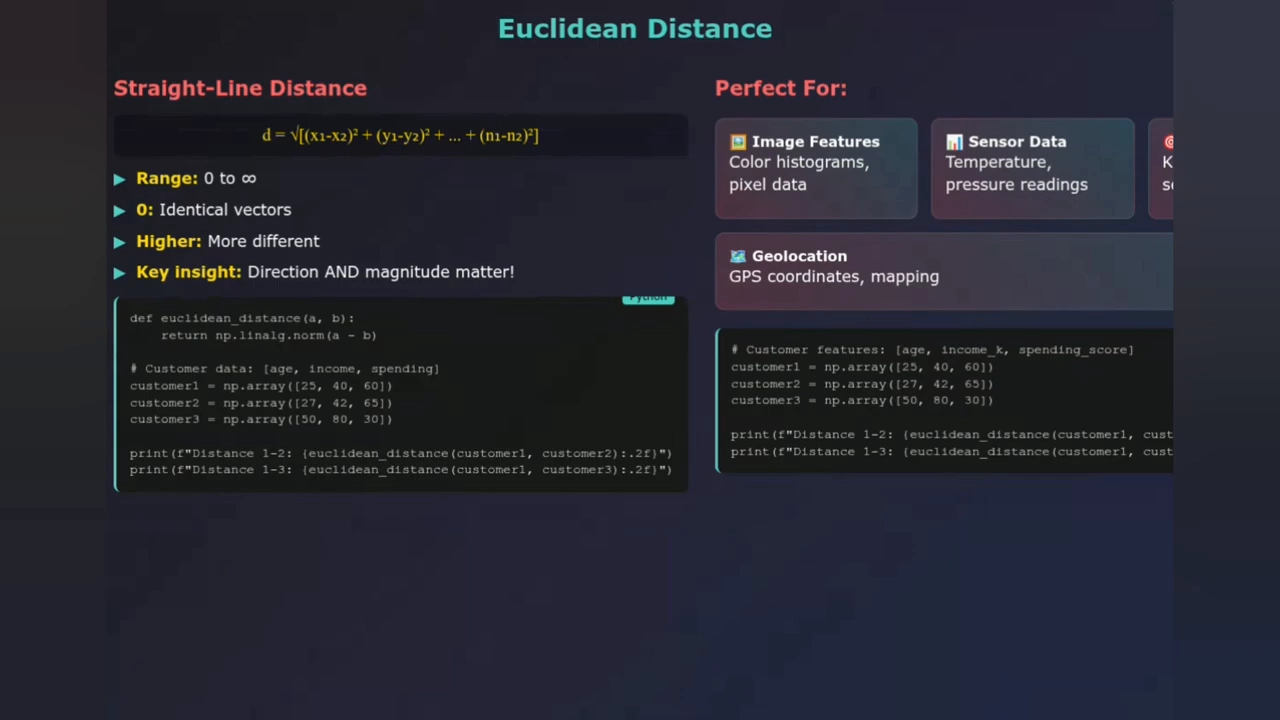 Euclidean Distance
Straight-Line Distance
d = √[(x₁-x₂)² + (y₁-y₂)² + ... + (n₁-n₂)²]
▶ Range: 0 to ∞
▶ 0: Identical vectors
▶ Higher: More different
▶ Key insight: Direction AND magnitude matter!
Python
def euclidean_distance(a, b):
    return np.linalg.norm(a - b)
# Customer data: [age, income, spending]
customer1 = np.array([25, 40, 60])
customer2 = np.array([27, 42, 65])
customer3 = np.array([50, 80, 30])
print(f"Distance 1-2: {euclidean_distance(customer1, customer2):.2f}")
print(f"Distance 1-3: {euclidean_distance(customer1, customer3):.2f}")
Perfect For:
🖼️ Image Features
Color histograms,
pixel data
📊 Sensor Data
Temperature,
pressure readings
🗺️ Geolocation
GPS coordinates, mapping
# Customer features: [age, income_k, spending_score]
customer1 = np.array([25, 40, 60])
customer2 = np.array([27, 42, 65])
customer3 = np.array([50, 80, 30])
print(f"Distance 1-2: {euclidean_distance(customer1, cust
print(f"Distance 1-3: {euclidean_distance(customer1, cust